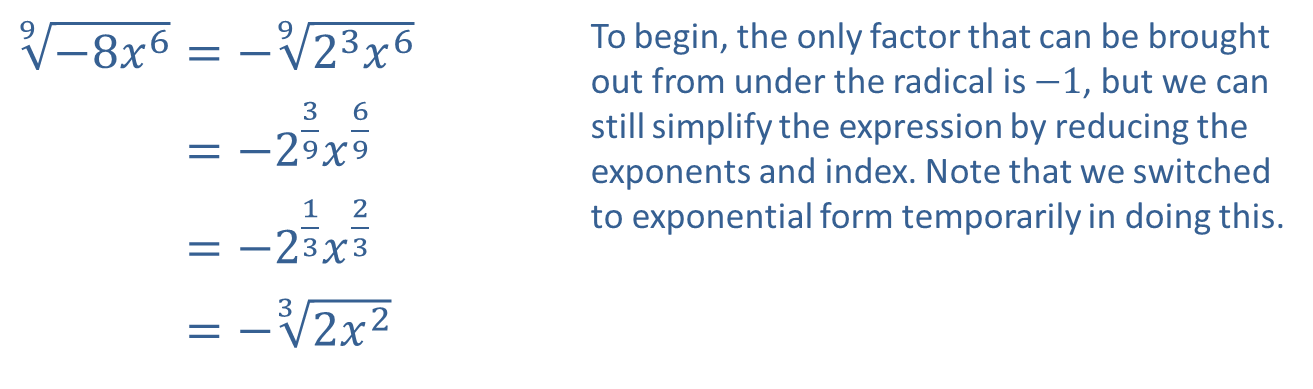 ⁹√−8x⁶ = −⁹√2³x⁶
= −2^(3/9) x^(6/9)
= −2^(1/3) x^(2/3)
= −³√2x²
To begin, the only factor that can be brought
out from under the radical is −1, but we can
still simplify the expression by reducing the
exponents and index. Note that we switched
to exponential form temporarily in doing this.